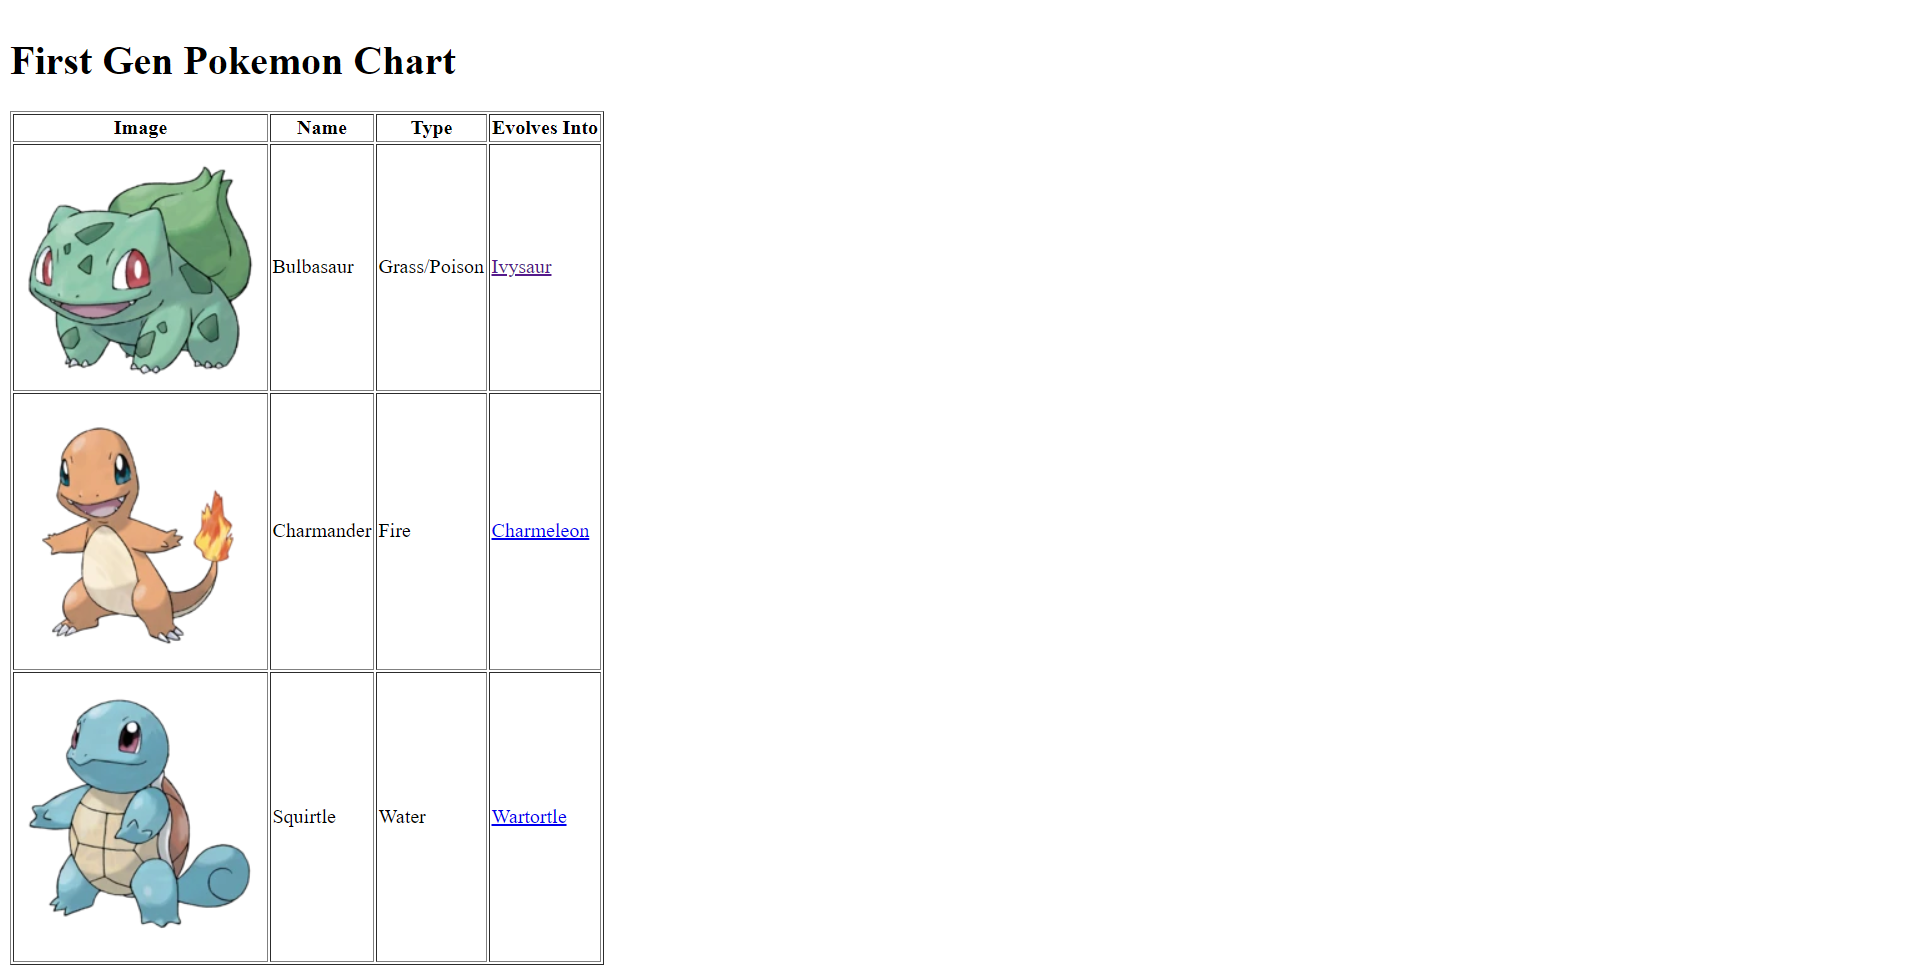 First Gen Pokemon Chart
Image Name Type Evolves Into
Bulbasaur Grass/Poison Ivysaur
Charmander Fire Charmeleon
Squirtle Water Wartortle